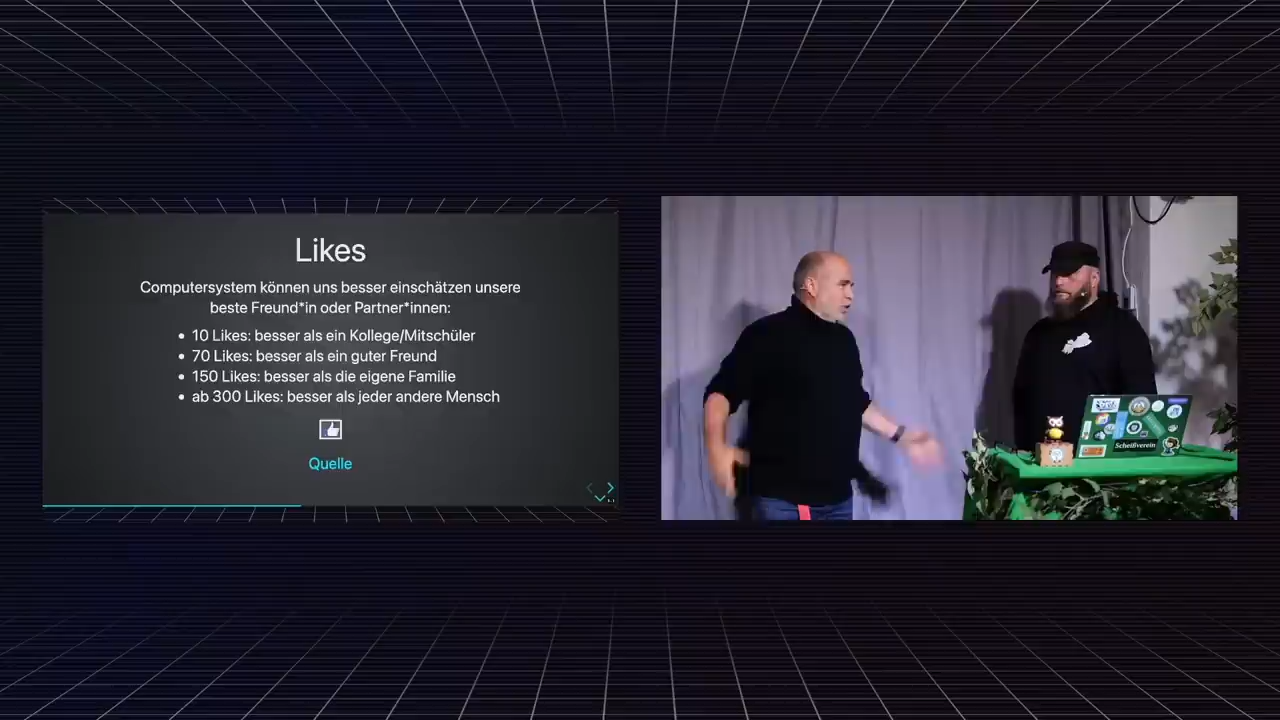 Likes
Computersystem können uns besser einschätzen unsere
beste Freund*in oder Partner*innen:
10 Likes: besser als ein Kollege/Mitschüler
70 Likes: besser als ein guter Freund
150 Likes: besser als die eigene Familie
ab 300 Likes: besser als jeder andere Mensch
Quelle
Scheißverein